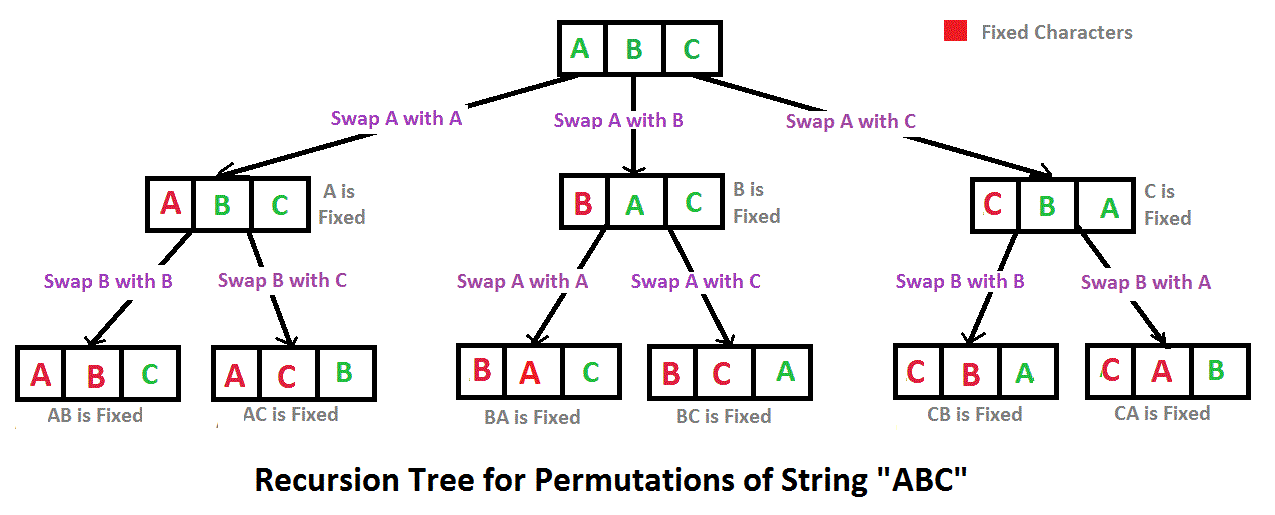 A B C
Fixed Characters
Swap A with A
Swap A with B
Swap A with C
A B C
A is
Fixed
B A C
B is
Fixed
C B A
C is
Fixed
Swap B with B
Swap B with C
Swap A with A
Swap A with C
Swap B with B
Swap B with A
A B C
A C B
B A C
B C A
C B A
C A B
AB is Fixed
AC is Fixed
BA is Fixed
BC is Fixed
CB is Fixed
CA is Fixed
Recursion Tree for Permutations of String "ABC"